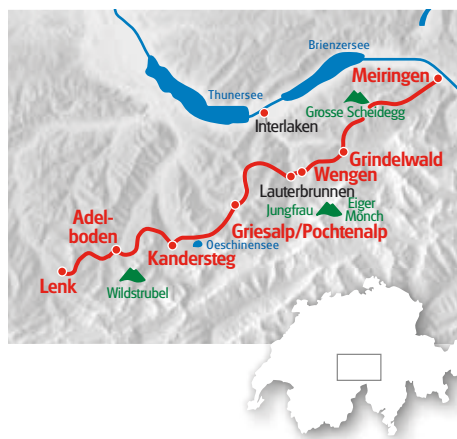 Brienzersee
Thunersee
Meiringen
Grosse Scheidegg
Interlaken
Grindelwald
Wengen
Lauterbrunnen
Jungfrau
Eiger
Mönch
Adel-
boden
Griesalp/Pochtenalp
Oeschinensee
Kandersteg
Lenk
Wildstrubel